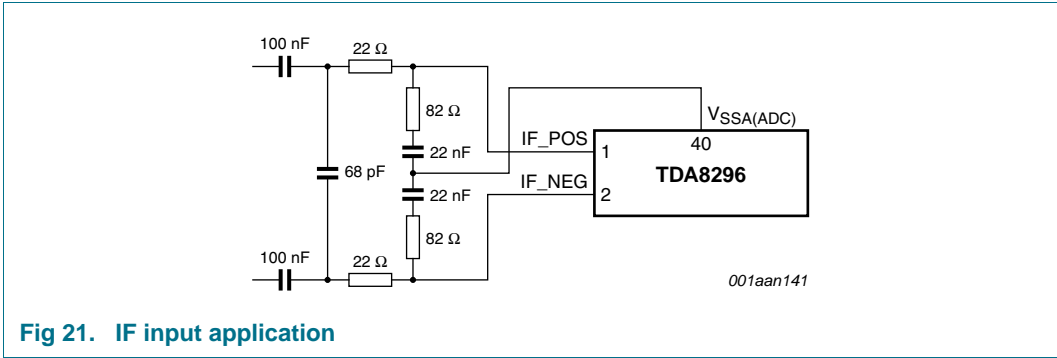 100 nF
22 Ω
82 Ω
VSSA(ADC)
IF_POS
40
22 nF
1
68 pF
TDA8296
IF_NEG
22 nF
2
82 Ω
100 nF
22 Ω
001aan141
Fig 21. IF input application